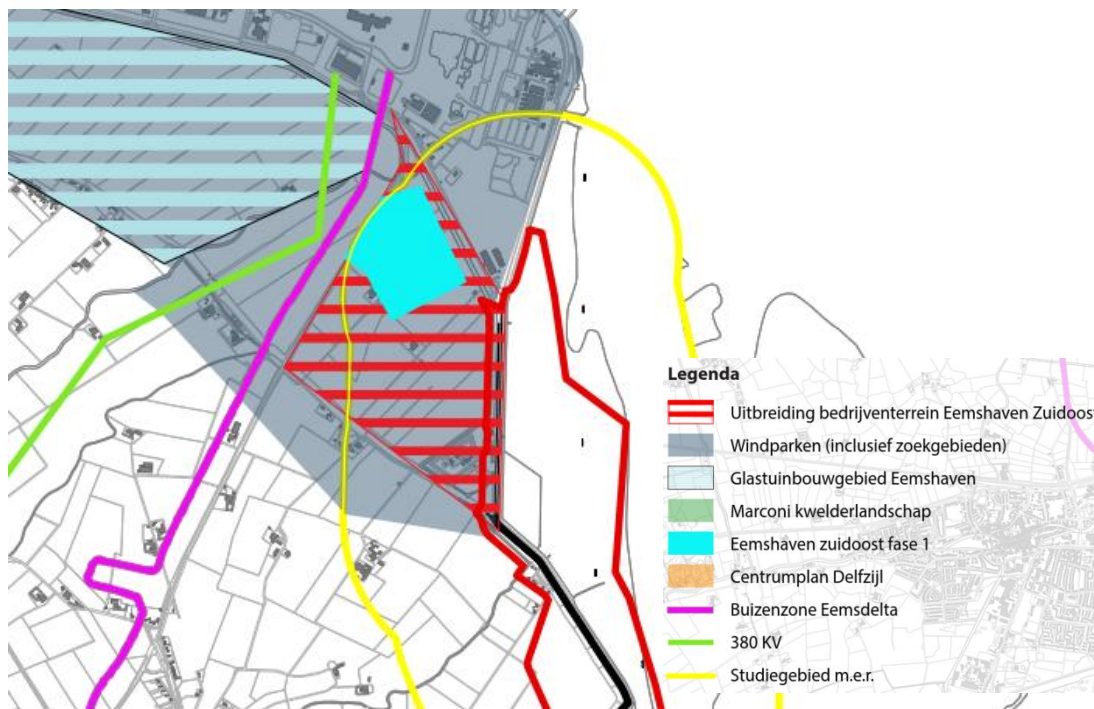 Legenda
Uitbreiding bedrijventerrein Eemshaven Zuidoost
Windparken (inclusief zoekgebieden)
Glastuinbouwgebied Eemshaven
Marconi kwelderlandschap
Eemshaven zuidoost fase 1
Centrumplan Delfzijl
Buizenzone Eemsdelta
380 KV
Studiegebied m.e.r.